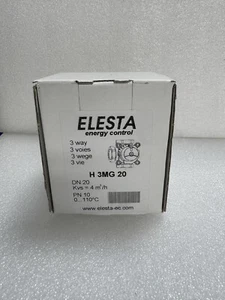 ELESTA
energy control
3 way
3 voies
3 wege
3 vie
H 3MG 20
DN 20
Kvs = 4 m³/h
PN 10
0...110°C
www.elesta-ec.com